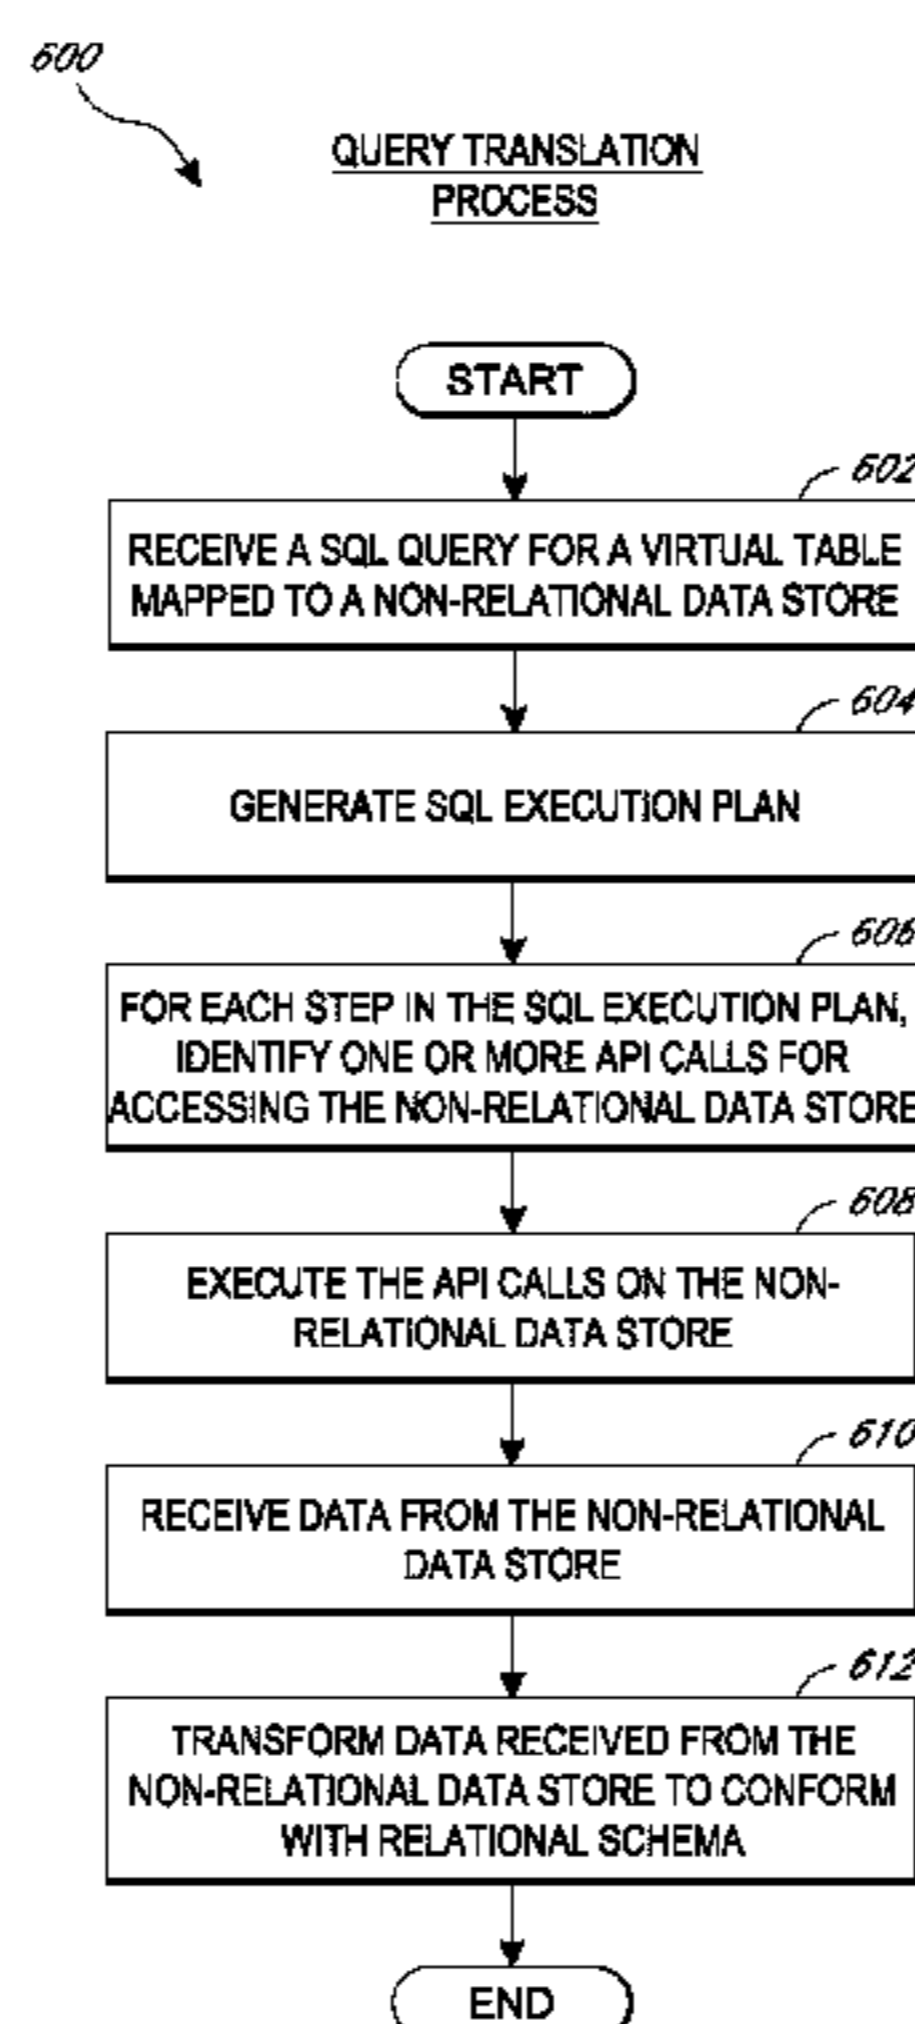 600
QUERY TRANSLATION
PROCESS
START
602
RECEIVE A SQL QUERY FOR A VIRTUAL TABLE
MAPPED TO A NON-RELATIONAL DATA STORE
604
GENERATE SQL EXECUTION PLAN
606
FOR EACH STEP IN THE SQL EXECUTION PLAN,
IDENTIFY ONE OR MORE API CALLS FOR
ACCESSING THE NON-RELATIONAL DATA STORE
608
EXECUTE THE API CALLS ON THE NON-
RELATIONAL DATA STORE
610
RECEIVE DATA FROM THE NON-RELATIONAL
DATA STORE
612
TRANSFORM DATA RECEIVED FROM THE
NON-RELATIONAL DATA STORE TO CONFORM
WITH RELATIONAL SCHEMA
END